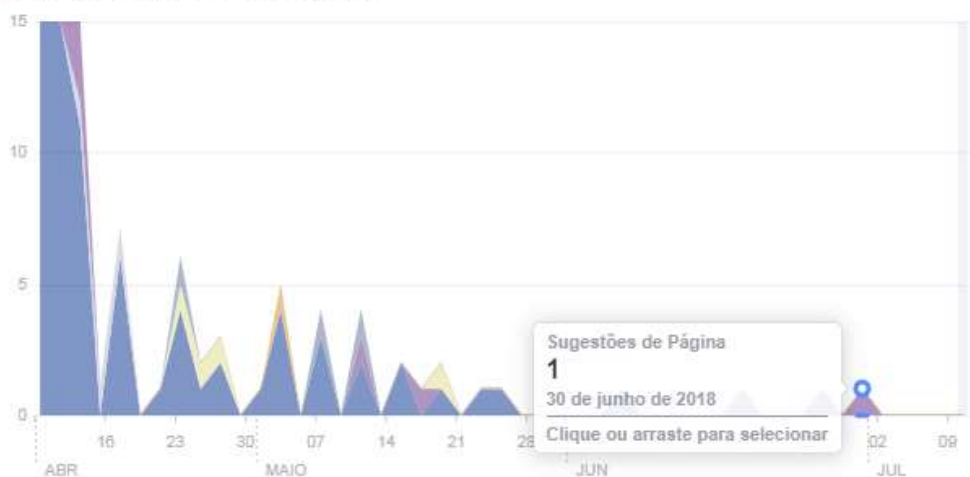 15
10
5
0
Sugestões de Página
1
30 de junho de 2018
Clique ou arraste para selecionar
16 23 30 07 14 21 28 02 09
ABR MAIO JUN JUL